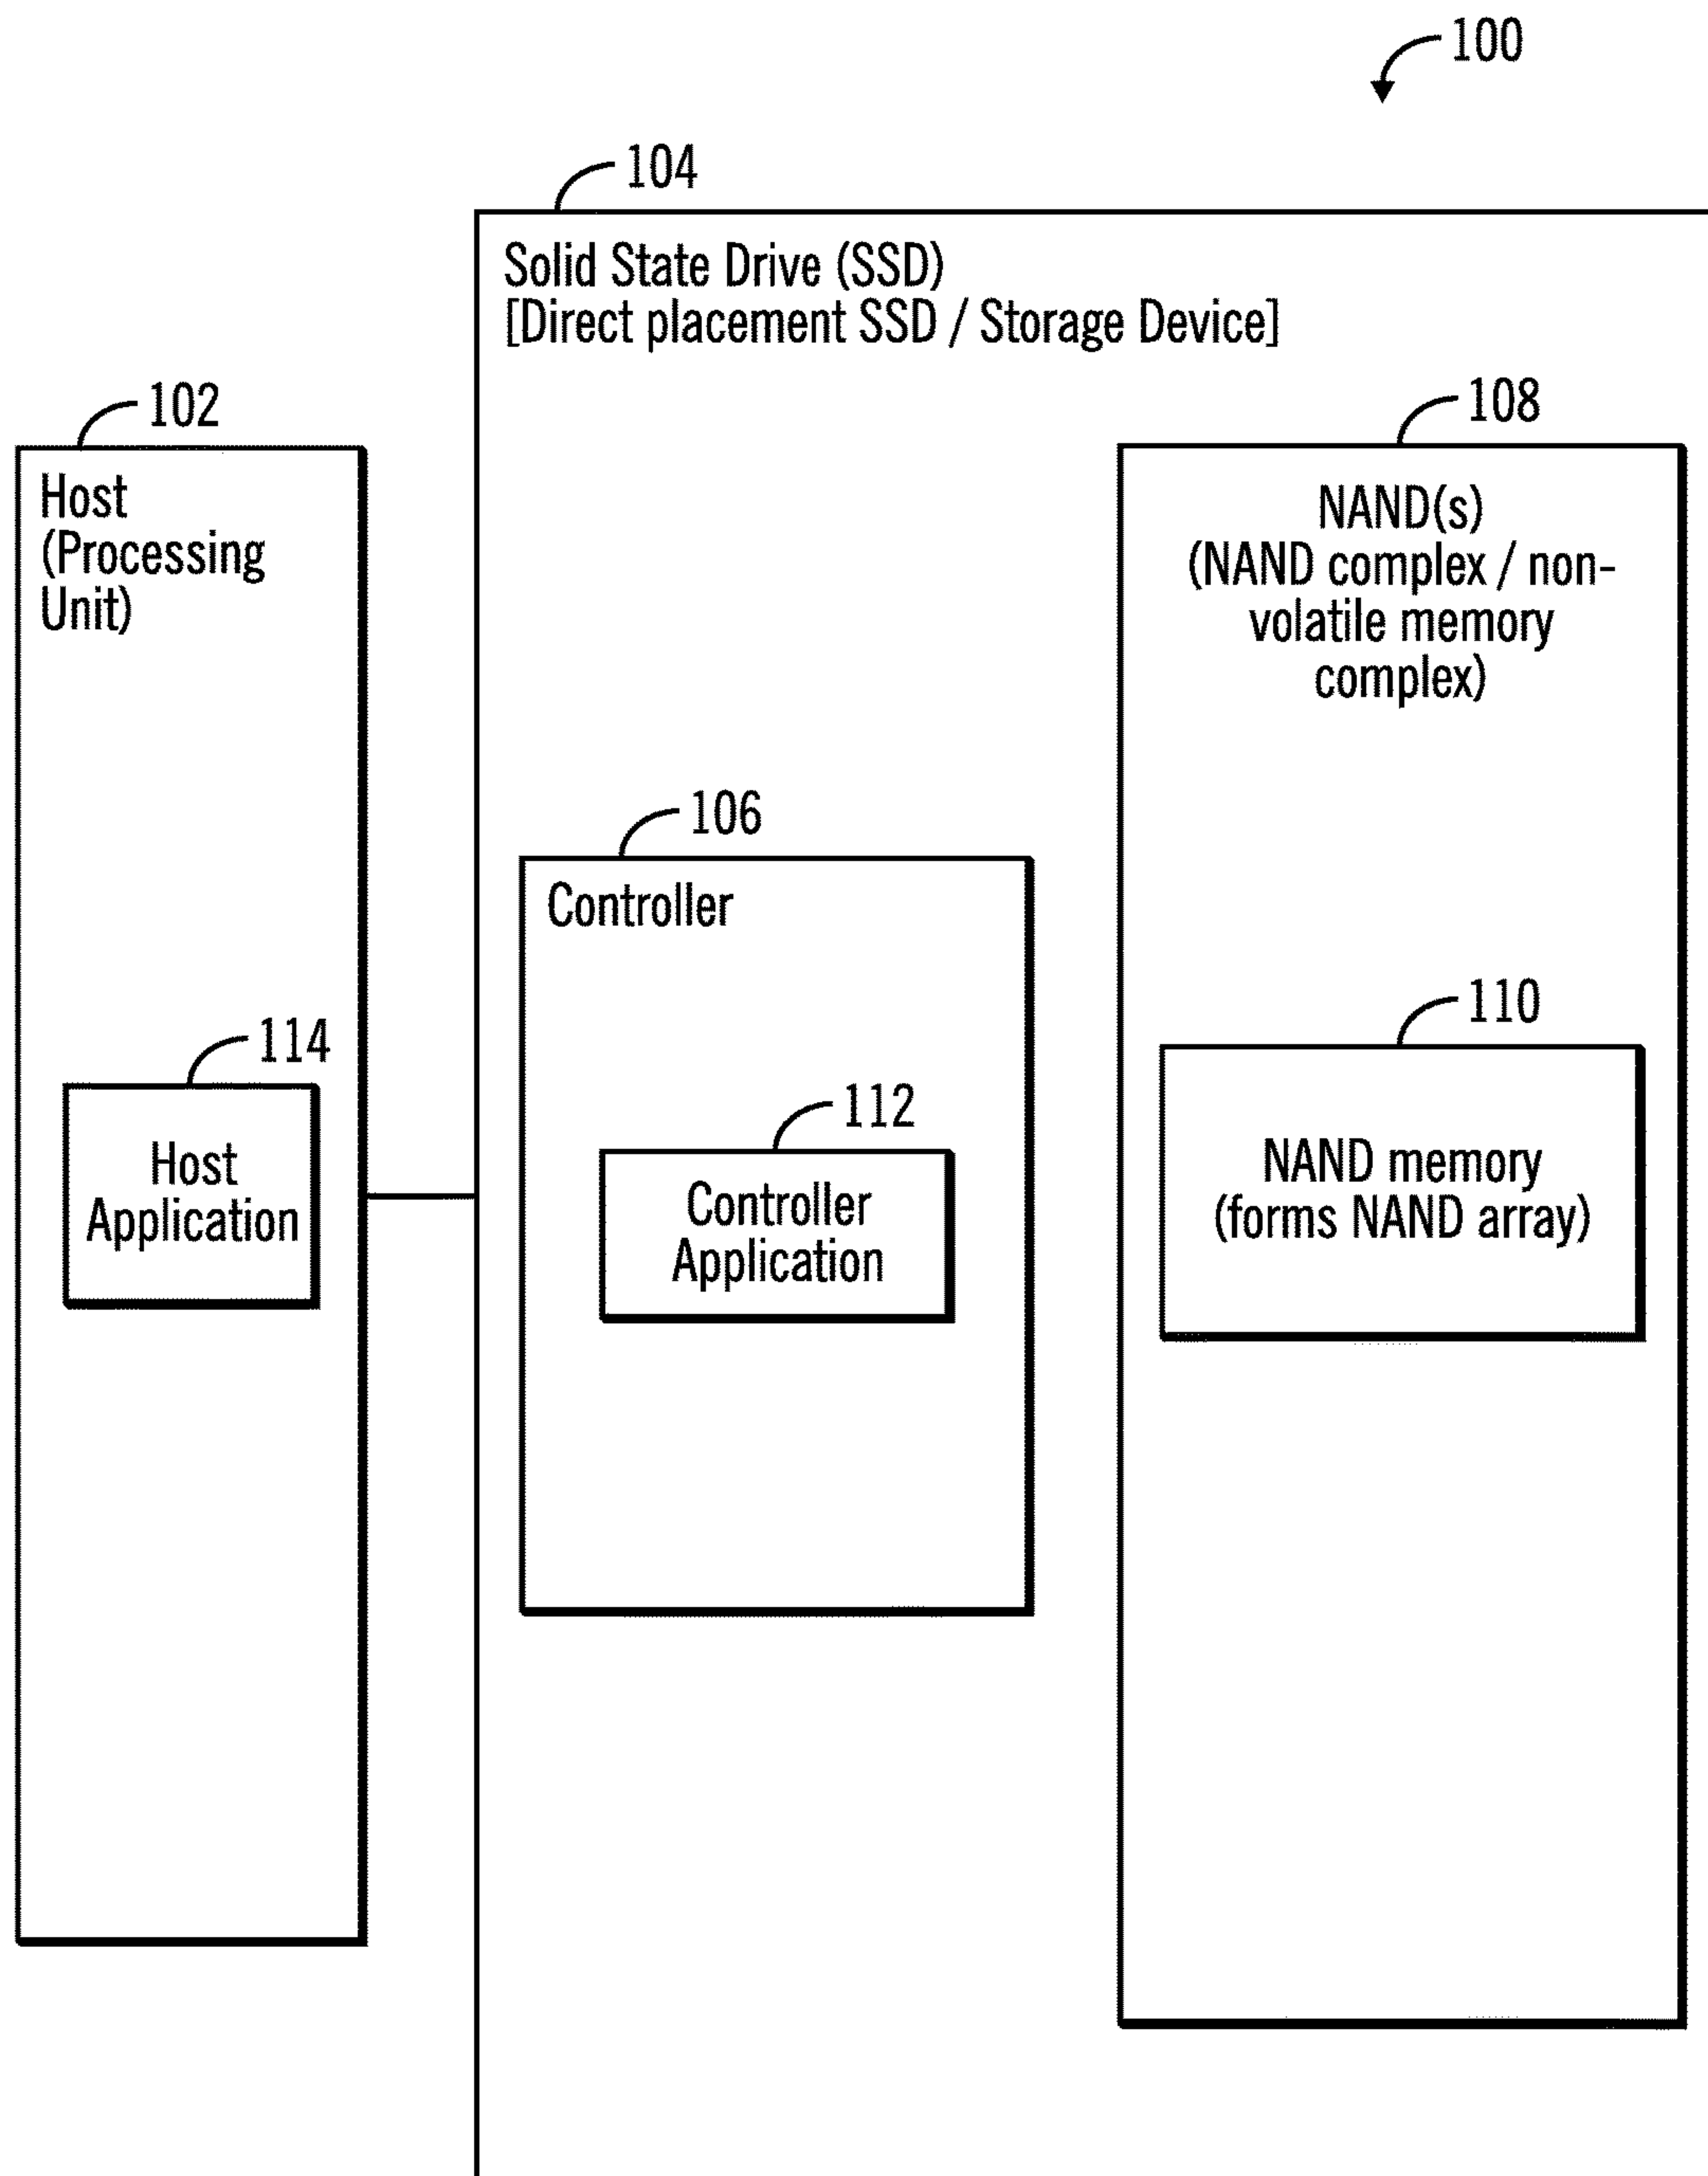 100
104
Solid State Drive (SSD)
[Direct placement SSD / Storage Device]
102
Host
(Processing
Unit)
108
NAND(s)
(NAND complex / non-
volatile memory
complex)
106
Controller
114
Host
Application
112
Controller
Application
110
NAND memory
(forms NAND array)